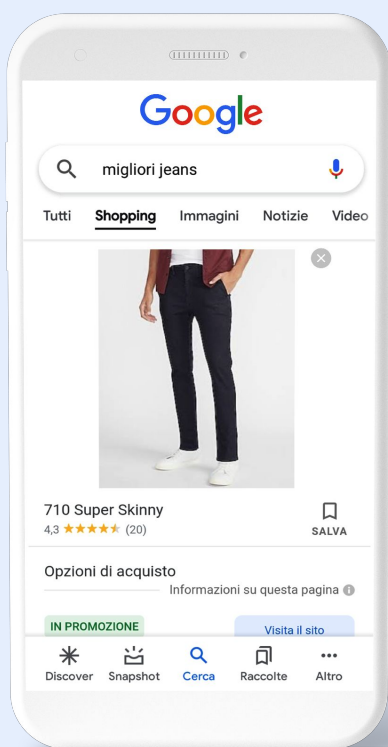 Google
migliori jeans
Tutti Shopping Immagini Notizie Video
710 Super Skinny
4,3 (20)
SALVA
Opzioni di acquisto
Informazioni su questa pagina
IN PROMOZIONE
Visita il sito
Discover Snapshot Cerca Raccolte Altro